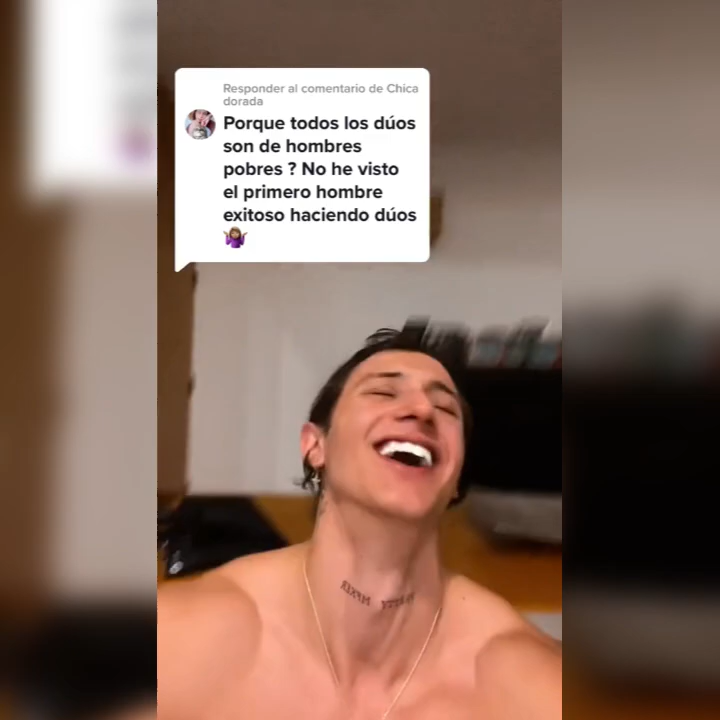 Responder al comentario de Chica
dorada
Porque todos los dúos
son de hombres
pobres ? No he visto
el primero hombre
exitoso haciendo dúos
🤷🏽‍♀️